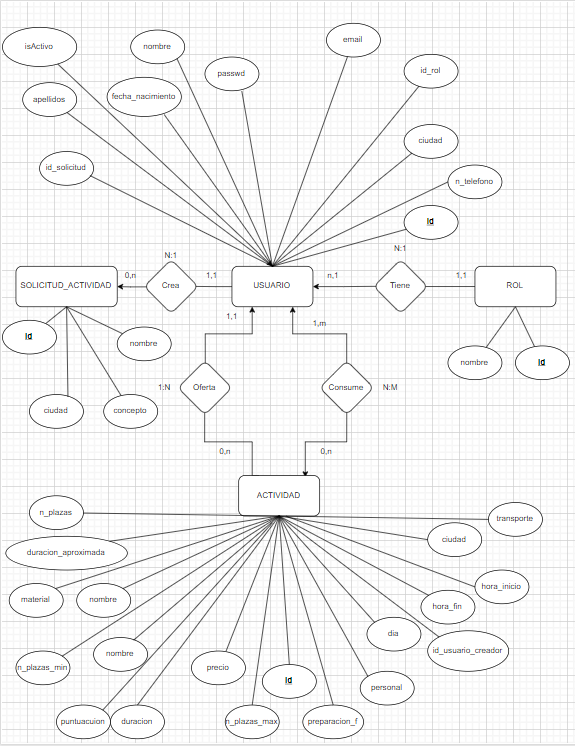 email
isActivo
nombre
passwd
id_rol
fecha_nacimiento
apellidos
ciudad
id_solicitud
n_telefono
Id
N:1
N:1
0,n
1,1
n,1
1,1
SOLICITUD_ACTIVIDAD
Crea
USUARIO
Tiene
ROL
1,1
1,m
Id
nombre
nombre
Id
1:N
Oferta
Consume
N:M
ciudad
concepto
0,n
0,n
ACTIVIDAD
n_plazas
transporte
ciudad
duracion_aproximada
hora_inicio
material
nombre
hora_fin
dia
id_usuario_creador
nombre
n_plazas_min
precio
Id
personal
puntuacuion
duracion
n_plazas_max
preparacion_f